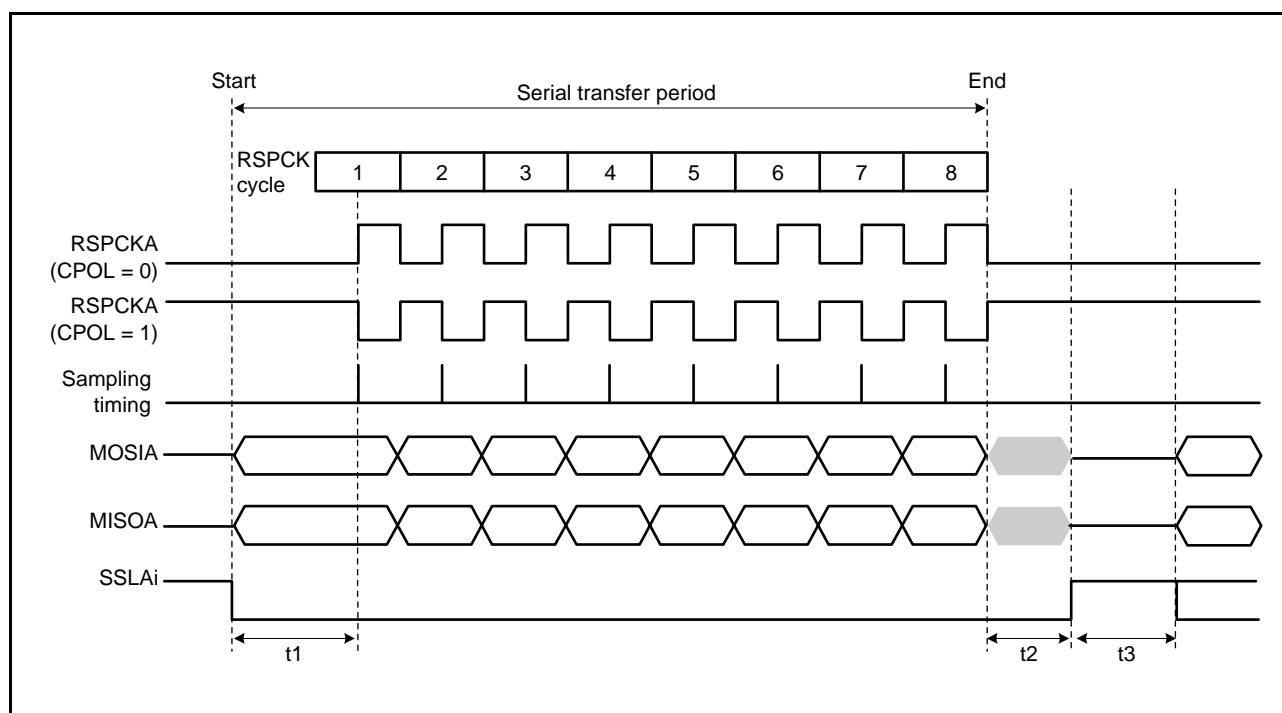 Start
End
Serial transfer period
RSPCK
cycle
1 2 3 4 5 6 7 8
RSPCKA
(CPOL = 0)
RSPCKA
(CPOL = 1)
Sampling
timing
MOSIA
MISOA
SSLAi
t1
t2
t3